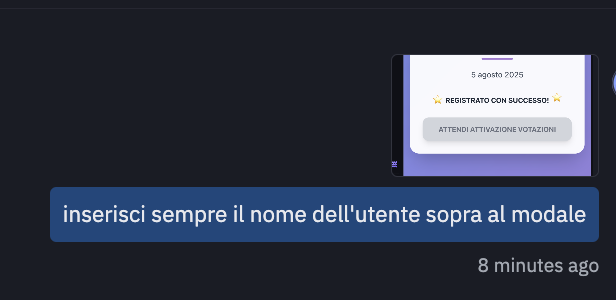 5 agosto 2025
⭐ REGISTRATO CON SUCCESSO! ⭐
ATTENDI ATTIVAZIONE VOTAZIONI
inserisci sempre il nome dell'utente sopra al modale
8 minutes ago